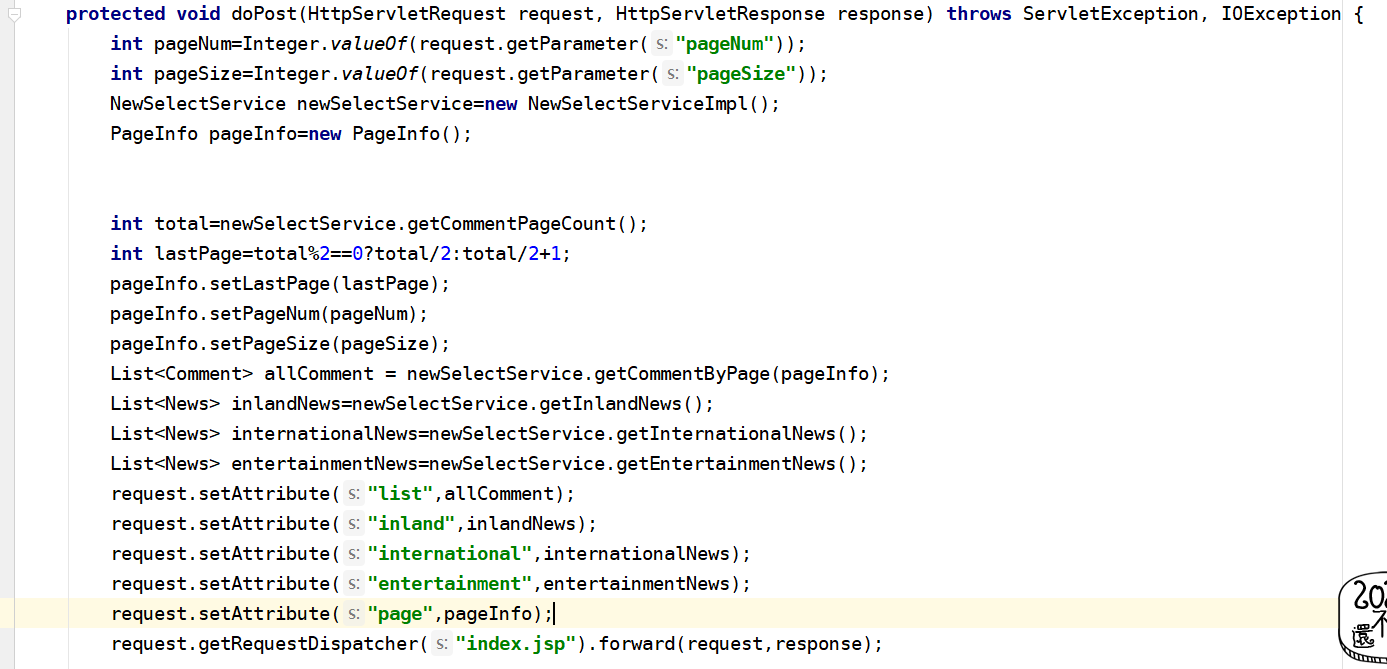 protected void doPost(HttpServletRequest request, HttpServletResponse response) throws ServletException, IOException {
int pageNum=Integer.valueOf(request.getParameter( s: "pageNum"));
int pageSize=Integer.valueOf(request.getParameter( s: "pageSize"));
NewSelectService newSelectService=new NewSelectServiceImpl();
PageInfo pageInfo=new PageInfo();
int total=newSelectService.getCommentPageCount();
int lastPage=total%2==0?total/2:total/2+1;
pageInfo.setLastPage(lastPage);
pageInfo.setPageNum(pageNum);
pageInfo.setPageSize(pageSize);
List<Comment> allComment = newSelectService.getCommentByPage(pageInfo);
List<News> inlandNews=newSelectService.getInlandNews();
List<News> internationalNews=newSelectService.getInternationalNews();
List<News> entertainmentNews=newSelectService.getEntertainmentNews();
request.setAttribute( s: "list",allComment);
request.setAttribute( s: "inland",inlandNews);
request.setAttribute( s: "international",internationalNews);
request.setAttribute( s: "entertainment",entertainmentNews);
request.setAttribute( s: "page",pageInfo);
request.getRequestDispatcher( s: "index.jsp").forward(request,response);
還